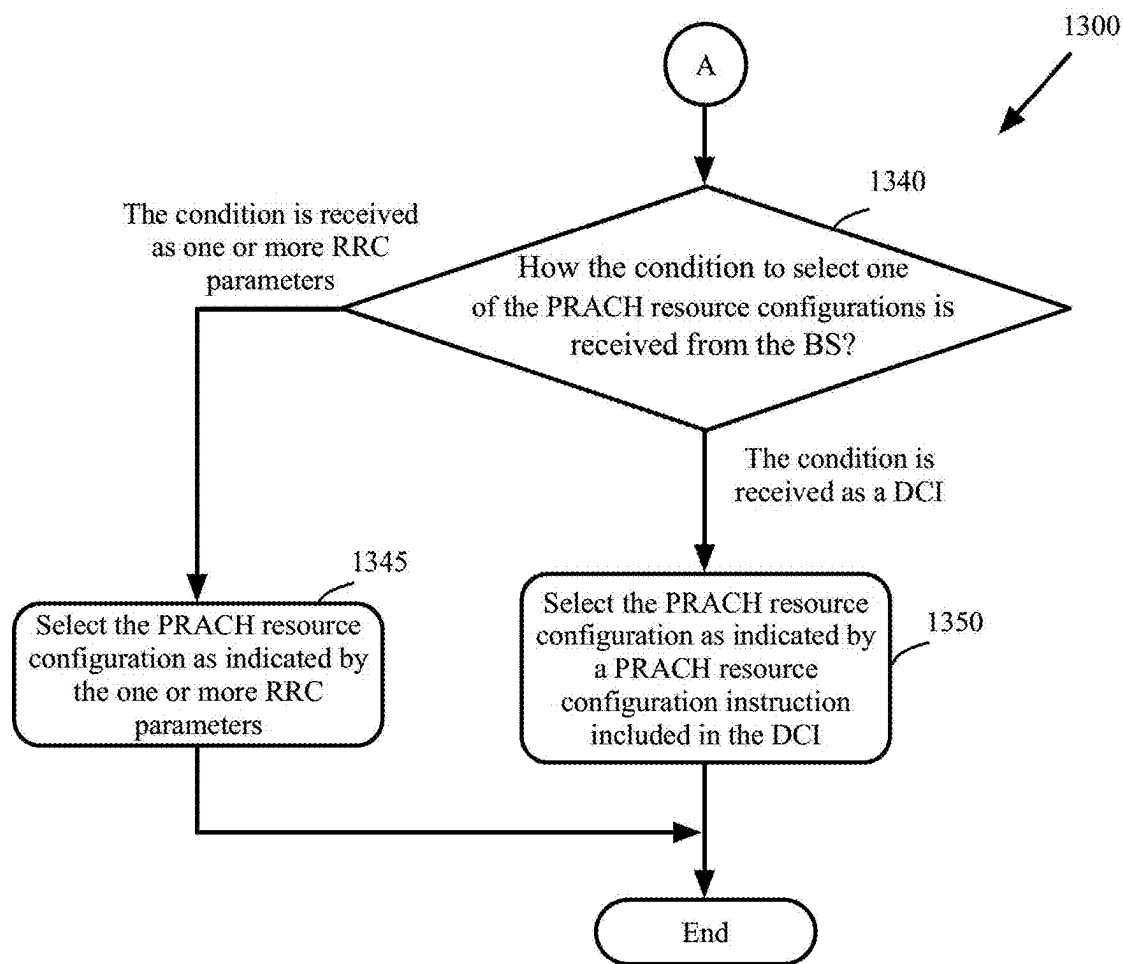 1300
A
1340
The condition is received
as one or more RRC
parameters
How the condition to select one
of the PRACH resource configurations is
received from the BS?
The condition is
received as a DCI
1345
Select the PRACH resource
configuration as indicated by
the one or more RRC
parameters
Select the PRACH resource
configuration as indicated by
a PRACH resource
configuration instruction
included in the DCI
1350
End